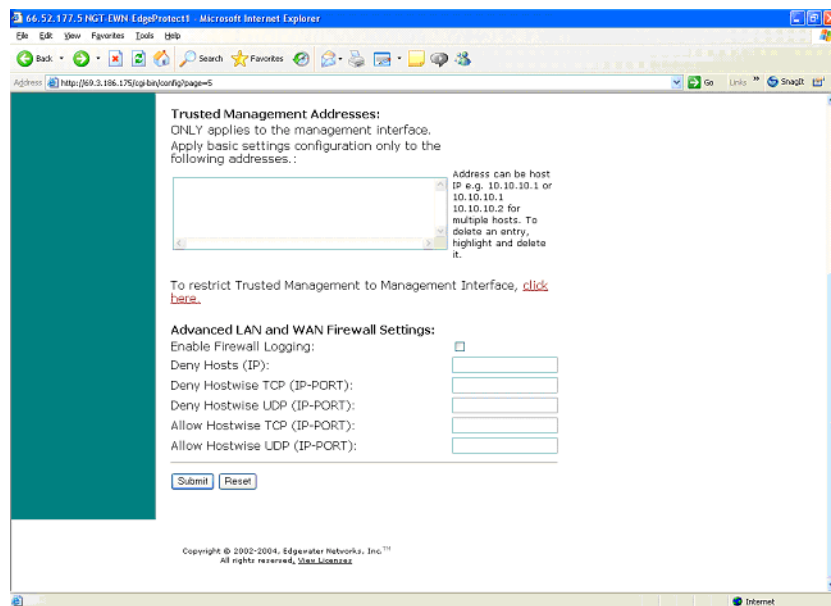 66.52.177.5 NGT-EWN-EdgeProtect1 - Microsoft Internet Explorer
File Edit View Favorites Tools Help
Back Search Favorites
Address http://69.3.186.175/cgi-bin/config?page=5 Go Links » SnagIt
Trusted Management Addresses:
ONLY applies to the management interface.
Apply basic settings configuration only to the
following addresses.:
Address can be host
IP e.g. 10.10.10.1 or
10.10.10.1
10.10.10.2 for
multiple hosts. To
delete an entry,
highlight and delete
it.
To restrict Trusted Management to Management Interface, click
here.
Advanced LAN and WAN Firewall Settings:
Enable Firewall Logging:
Deny Hosts (IP):
Deny Hostwise TCP (IP-PORT):
Deny Hostwise UDP (IP-PORT):
Allow Hostwise TCP (IP-PORT):
Allow Hostwise UDP (IP-PORT):
Submit Reset
Copyright © 2002-2004, Edgewater Networks, Inc.™
All rights reserved, View Licenses
Internet